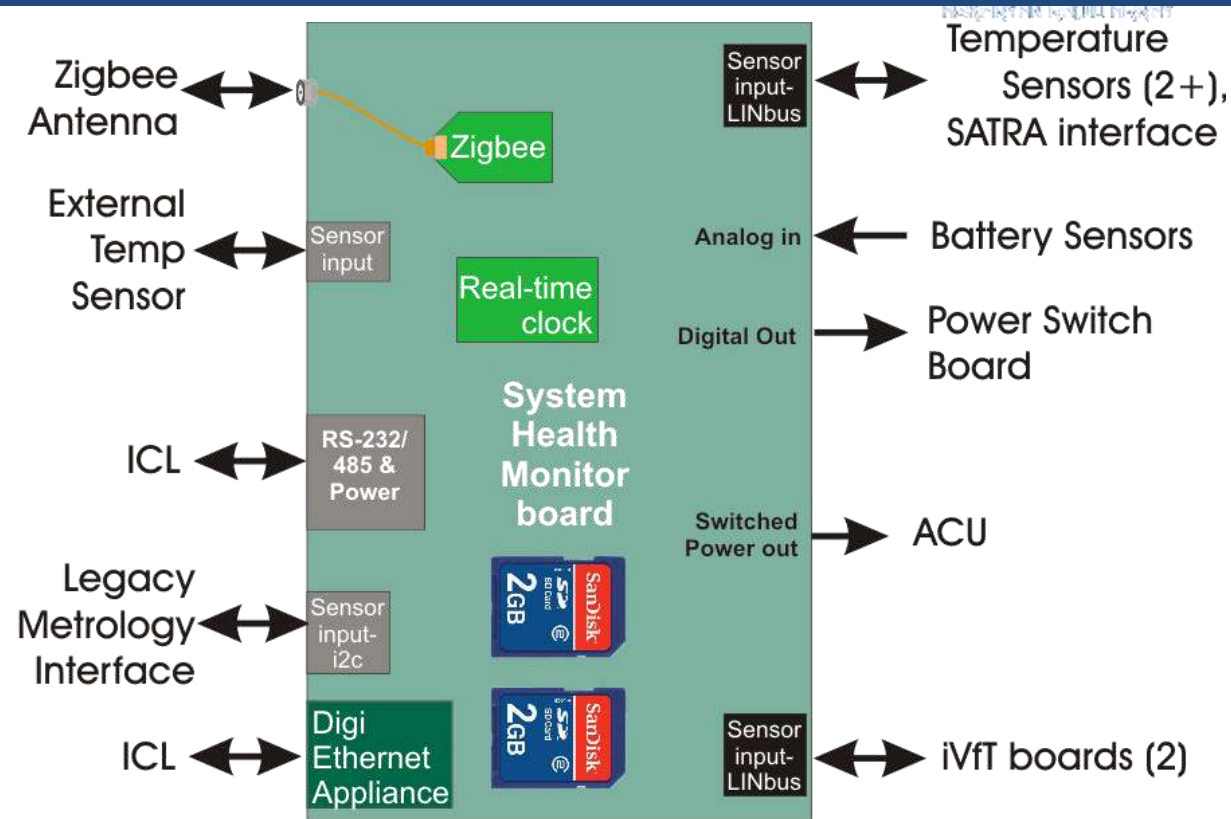 Zigbee
Antenna
External
Temp
Sensor
ICL
Legacy
Metrology
Interface
ICL
Zigbee
Sensor
input
Real-time
clock
RS-232/
485 &
Power
System
Health
Monitor
board
Sensor
input-
i2c
Digi
Ethernet
Appliance
SanDisk
SD Card
2GB
SanDisk
SD Card
2GB
Sensor
input-
LINbus
Analog in
Digital Out
Switched
Power out
Sensor
input-
LINbus
Temperature
Sensors (2+),
SATRA interface
Battery Sensors
Power Switch
Board
ACU
iVfT boards (2)